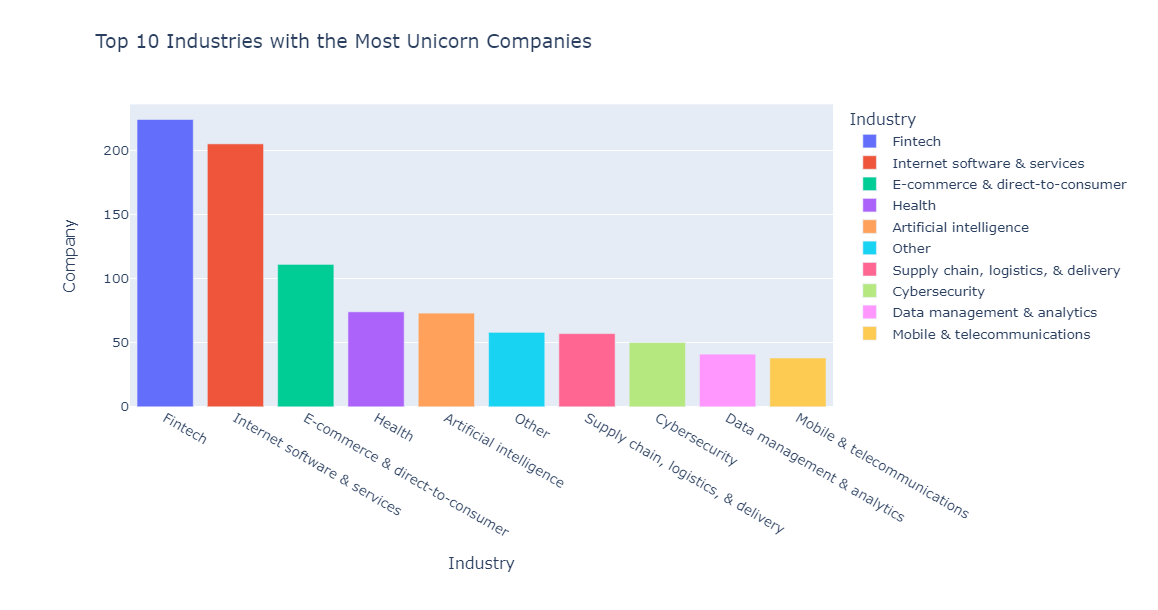 Top 10 Industries with the Most Unicorn Companies
Company
200
150
100
50
0
Fintech
Internet software & services
E-commerce & direct-to-consumer
Health
Artificial intelligence
Other
Supply chain, logistics, & delivery
Cybersecurity
Data management & analytics
Mobile & telecommunications
Industry
Industry
Fintech
Internet software & services
E-commerce & direct-to-consumer
Health
Artificial intelligence
Other
Supply chain, logistics, & delivery
Cybersecurity
Data management & analytics
Mobile & telecommunications